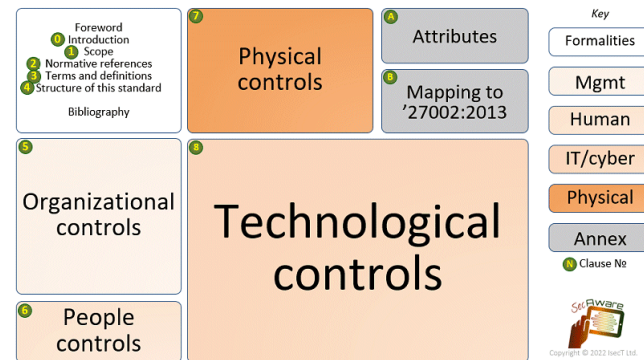 Foreword
0 Introduction
1 Scope
2 Normative references
3 Terms and definitions
4 Structure of this standard
Bibliography
7
Physical
controls
A
Attributes
B
Mapping to
’27002:2013
5
Organizational
controls
8
Technological
controls
6
People
controls
Key
Formalities
Mgmt
Human
IT/cyber
Physical
Annex
N Clause №
SecAware
Copyright © 2022 IsecT Ltd.